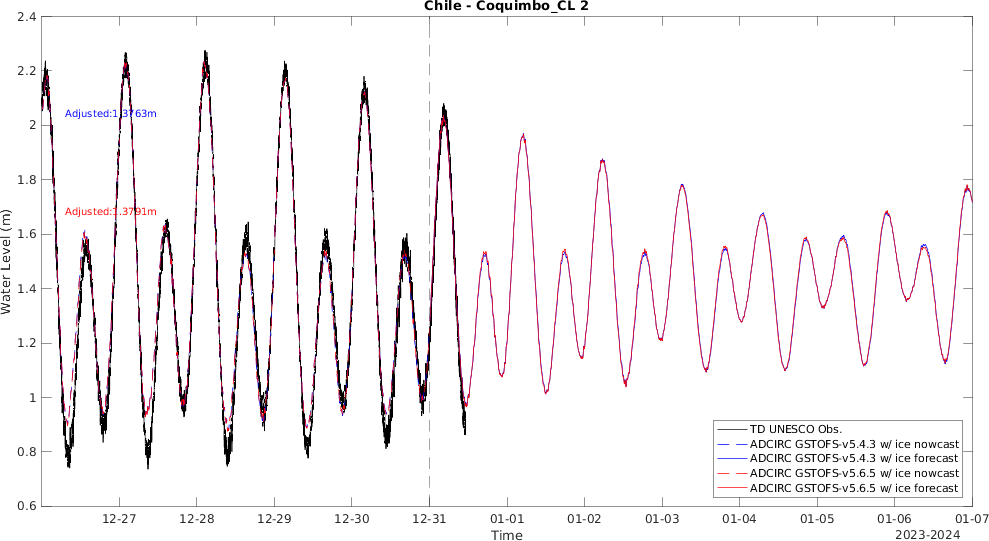 Chile - Coquimbo_CL 2
2.4
2.2
2
1.8
1.6
1.4
1.2
1
0.8
0.6
Water Level (m)
Adjusted:1.3763m
Adjusted:1.3791m
TD UNESCO Obs.
ADCIRC GSTOFS-v5.4.3 w/ ice nowcast
ADCIRC GSTOFS-v5.4.3 w/ ice forecast
ADCIRC GSTOFS-v5.6.5 w/ ice nowcast
ADCIRC GSTOFS-v5.6.5 w/ ice forecast
12-27 12-28 12-29 12-30 12-31 01-01 01-02 01-03 01-04 01-05 01-06 01-07
Time
2023-2024